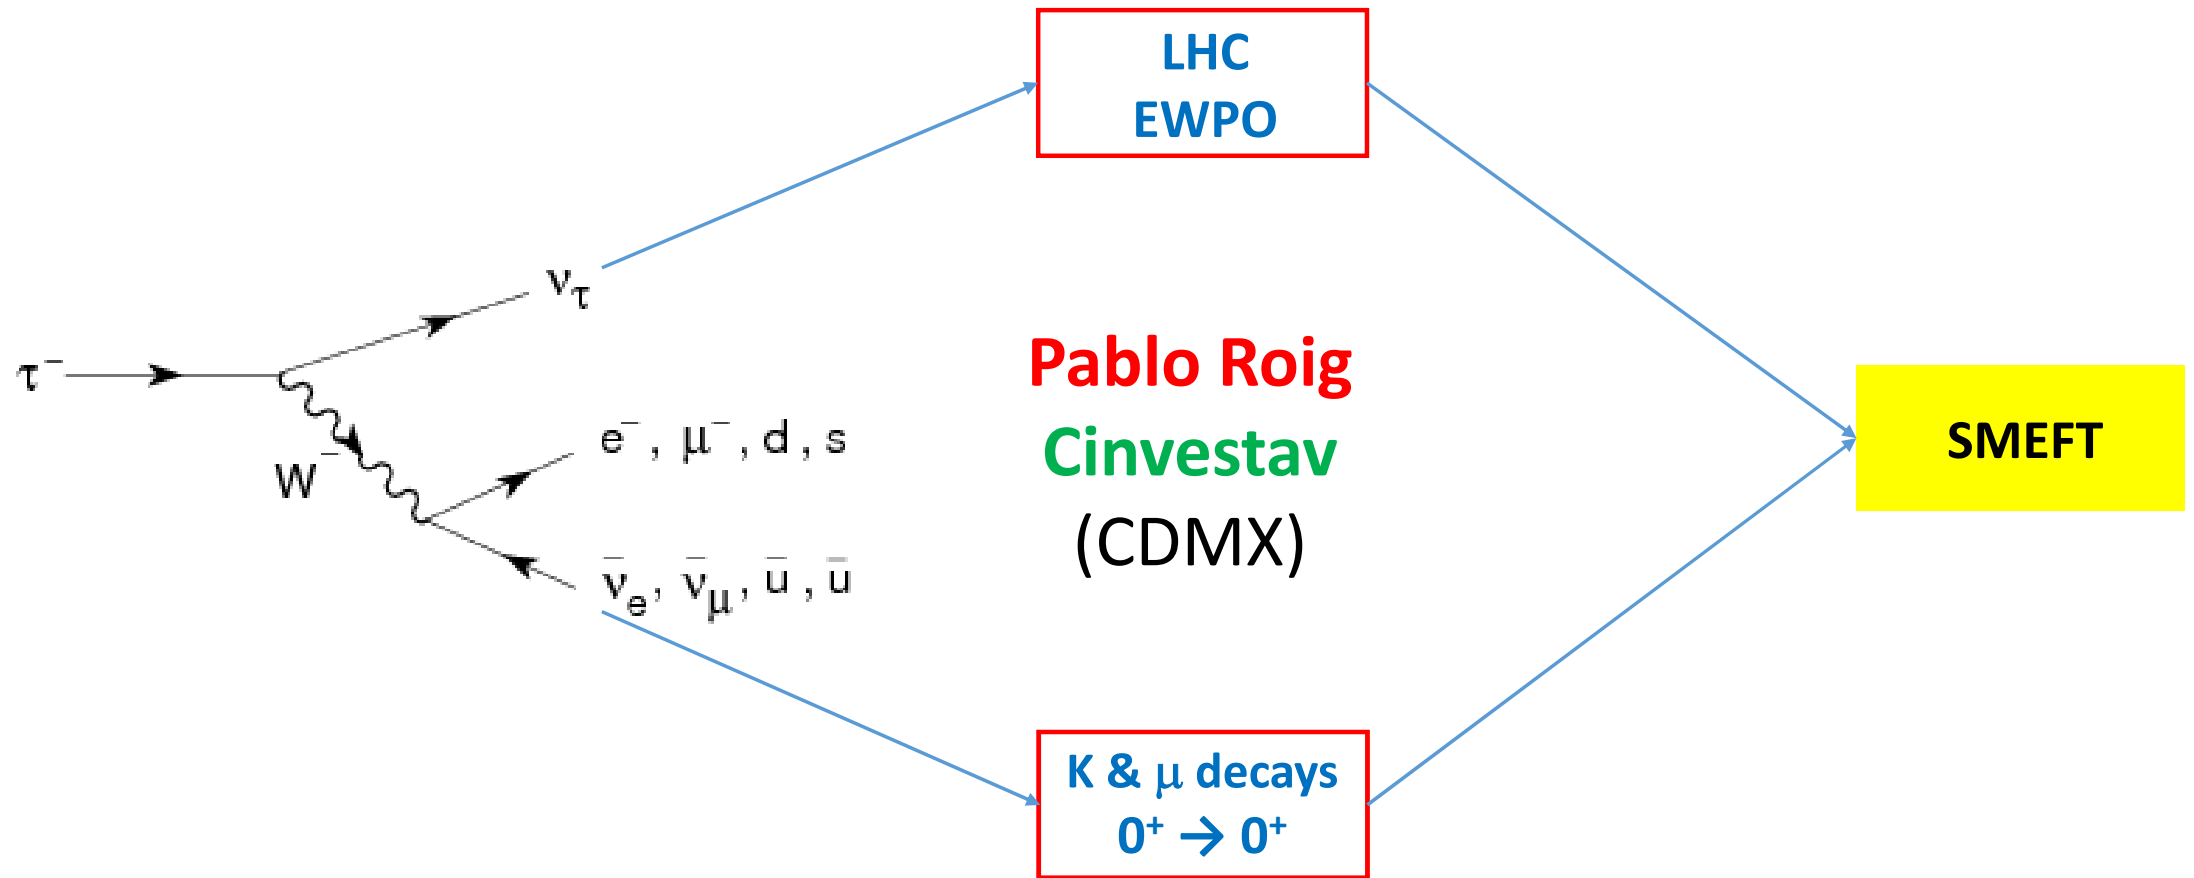 LHC
EWPO
ντ
τ−
W−
e−, μ−, d, s
ν̄e, ν̄μ, ū, ū
Pablo Roig
Cinvestav
(CDMX)
SMEFT
K & μ decays
0+ → 0+